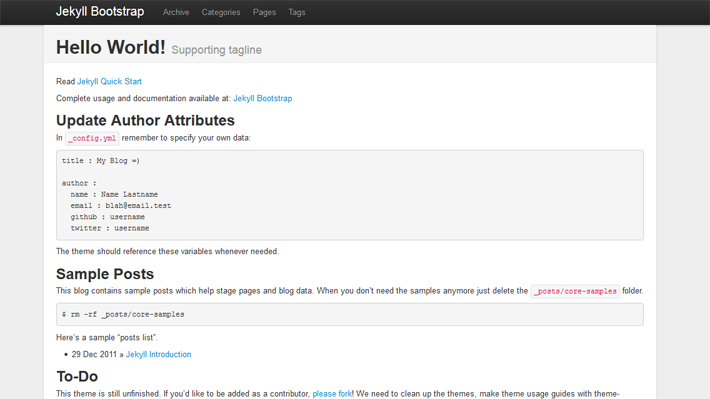 Jekyll Bootstrap Archive Categories Pages Tags
Hello World! Supporting tagline
Read Jekyll Quick Start
Complete usage and documentation available at: Jekyll Bootstrap
Update Author Attributes
In _config.yml remember to specify your own data:
title : My Blog =)
author :
name : Name Lastname
email : blah@email.test
github : username
twitter : username
The theme should reference these variables whenever needed.
Sample Posts
This blog contains sample posts which help stage pages and blog data. When you don't need the samples anymore just delete the _posts/core-samples folder.
$ rm -rf _posts/core-samples
Here's a sample "posts list".
• 29 Dec 2011 » Jekyll Introduction
To-Do
This theme is still unfinished. If you'd like to be added as a contributor, please fork! We need to clean up the themes, make theme usage guides with theme-